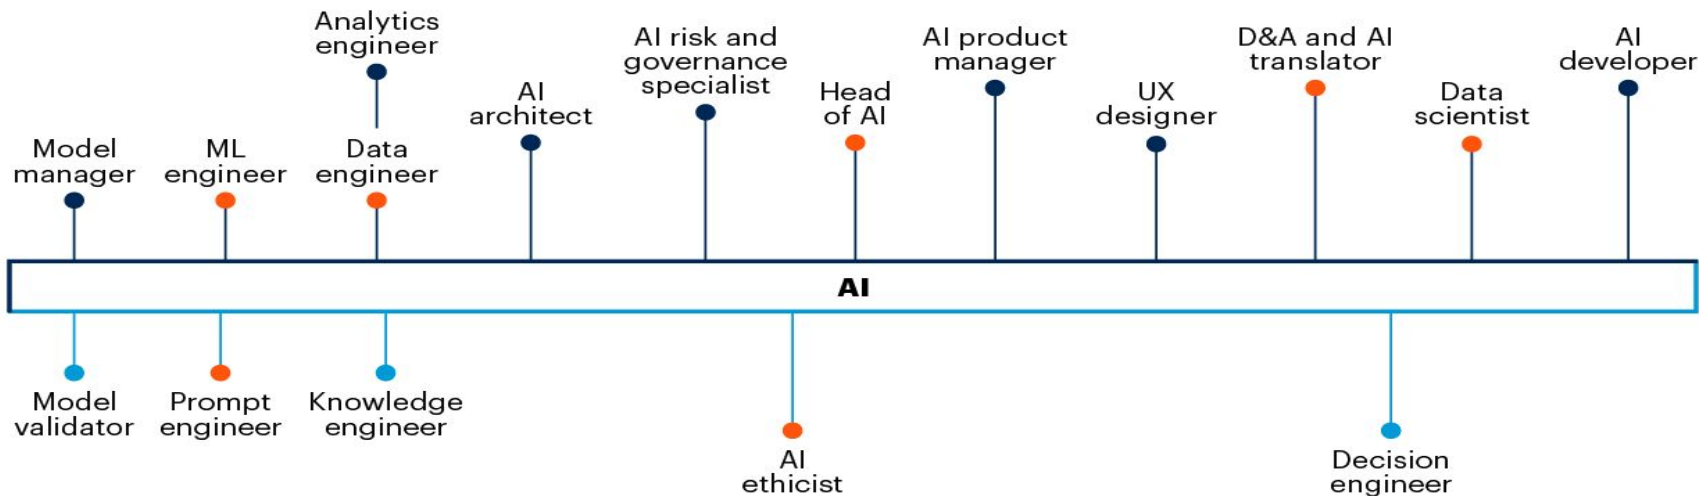 Analytics
engineer
AI risk and
governance
specialist
AI product
manager
D&A and AI
translator
AI
developer
AI
architect
Head
of AI
UX
designer
Data
scientist
Model
manager
ML
engineer
Data
engineer
AI
Model
validator
Prompt
engineer
Knowledge
engineer
AI
ethicist
Decision
engineer